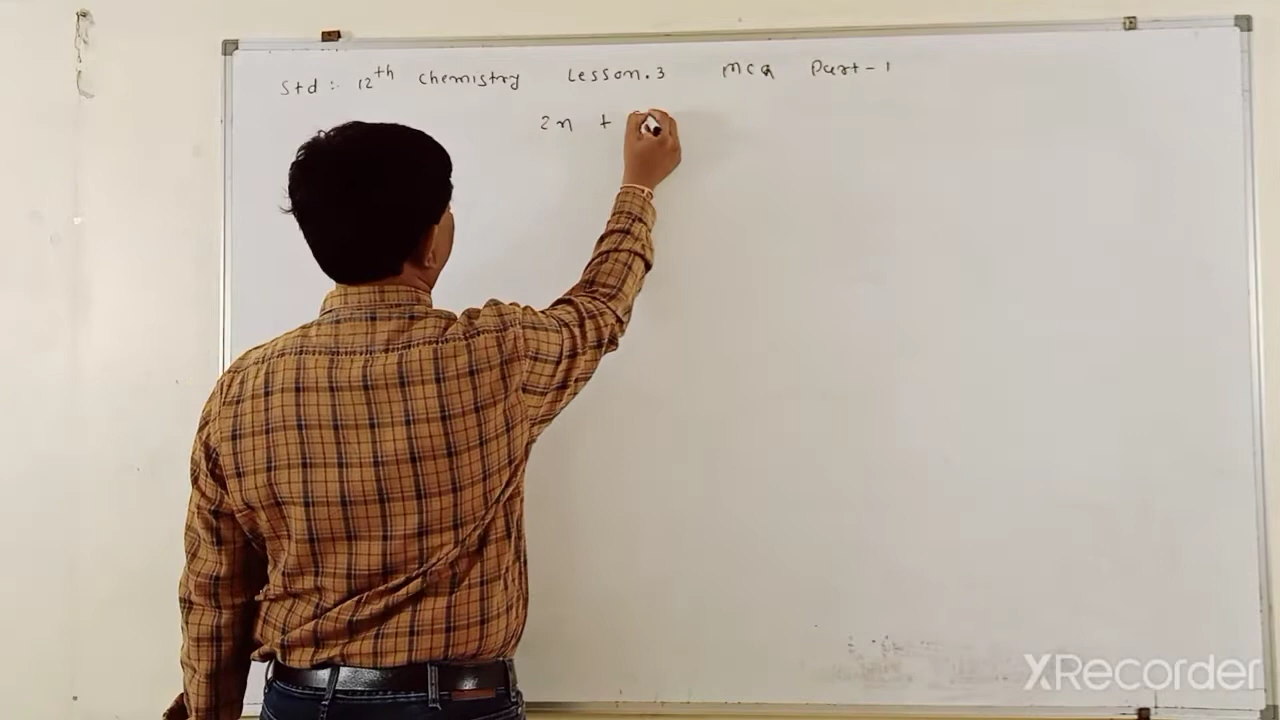 Std :- 12th Chemistry Lesson.3 MCQ Part-1
2n +
XRecorder